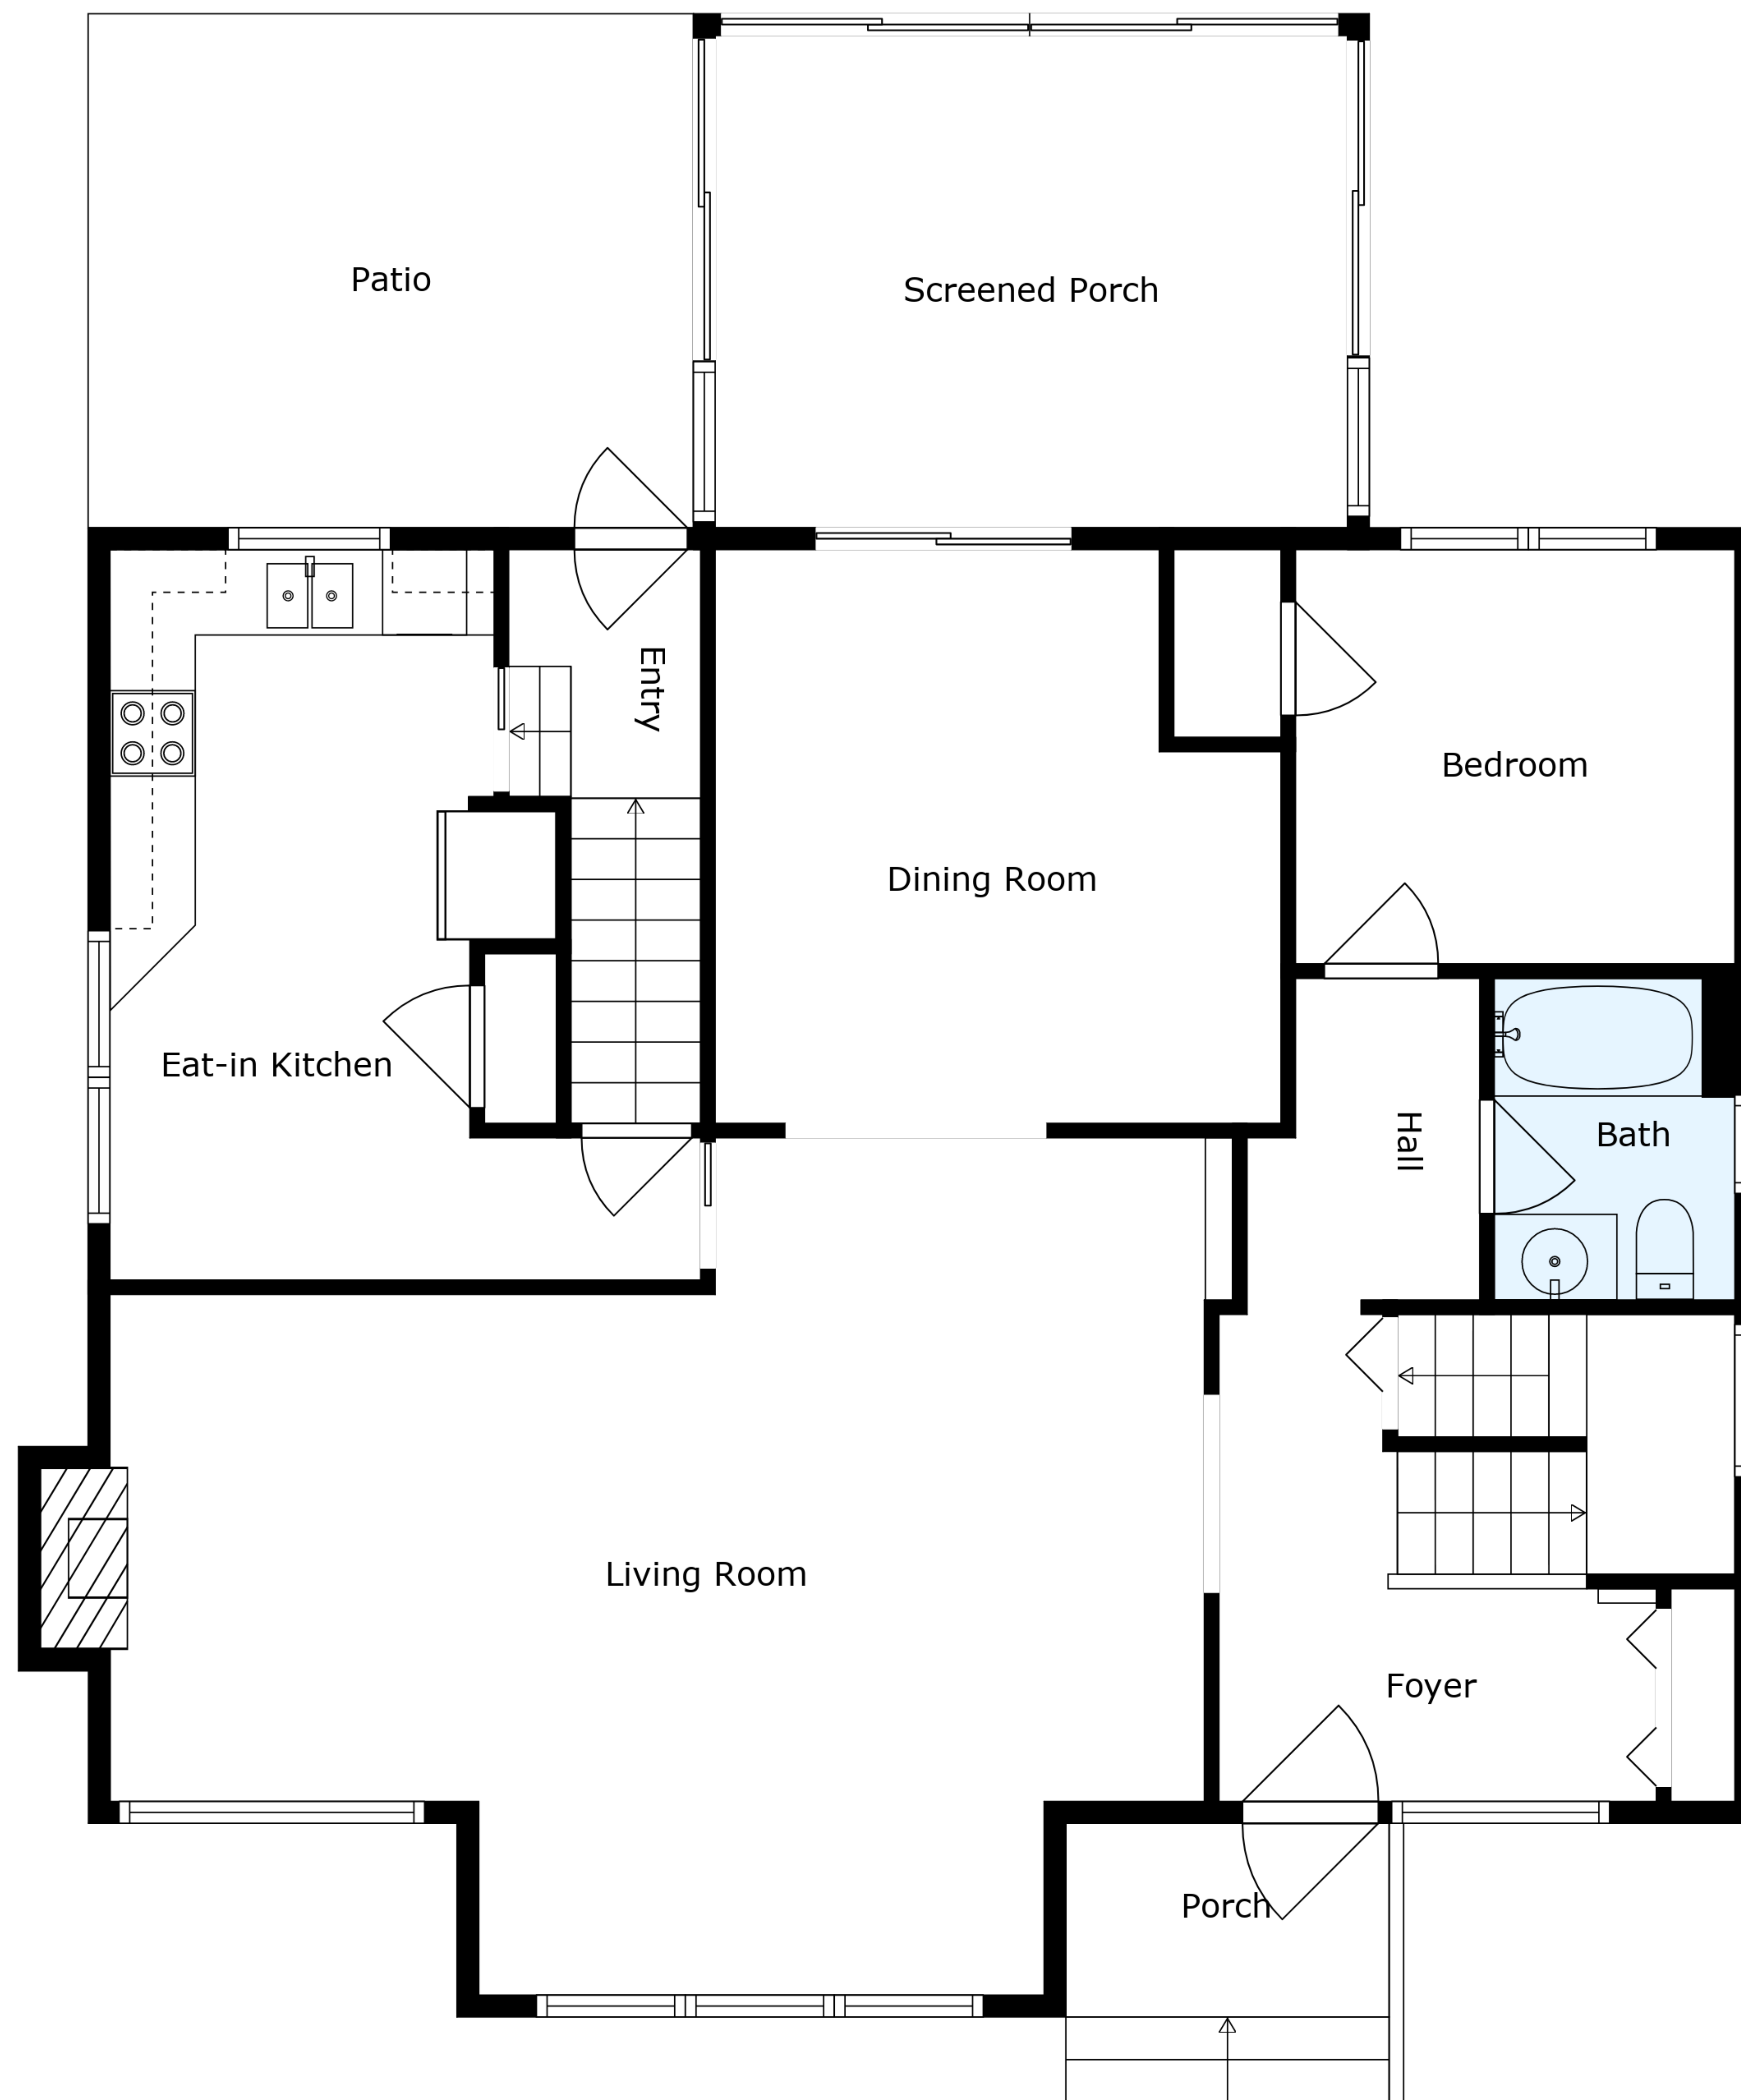 Patio
Screened Porch
Entry
Bedroom
Dining Room
Eat-in Kitchen
Hall
Bath
Living Room
Foyer
Porch